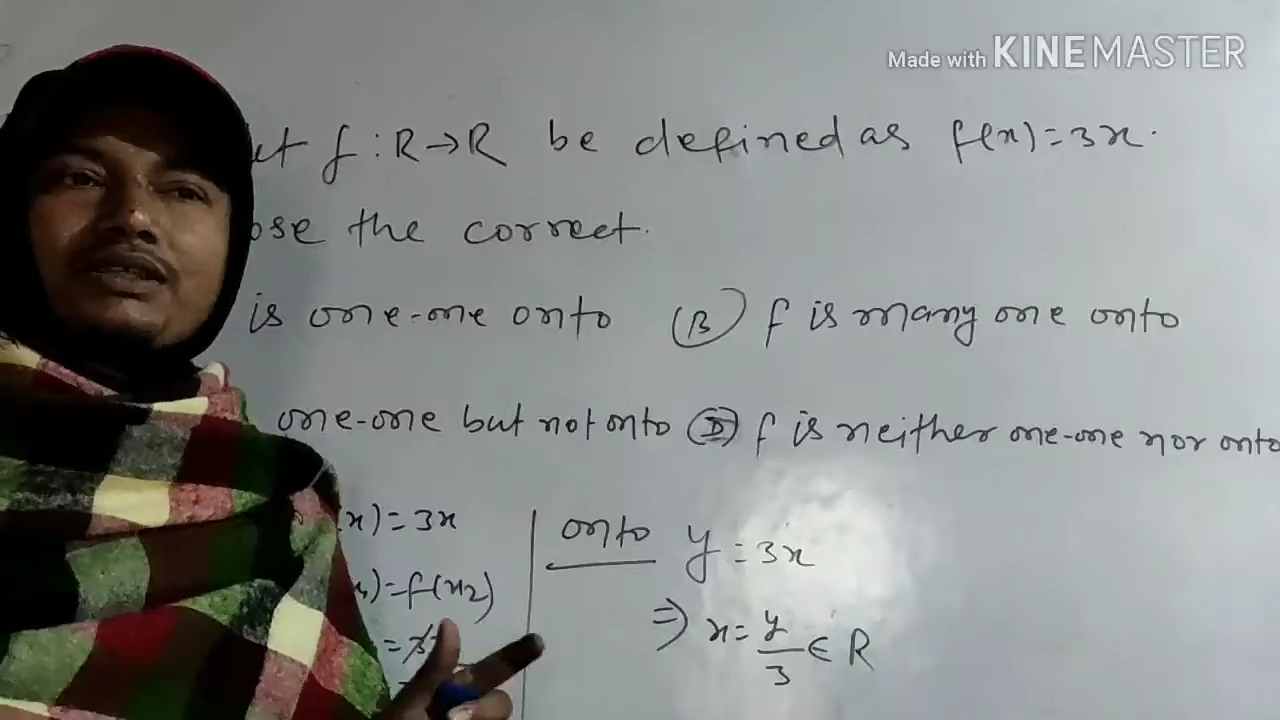 Made with KINEMASTER
et f : R→R be defined as f(x)=3x.
ose the correct.
is one-one onto (B) f is many one onto
one-one but not onto (D) f is neither one-one nor onto
x)=3x
)=f(x2)
onto y=3x
⇒ x=y/3 ∈ R